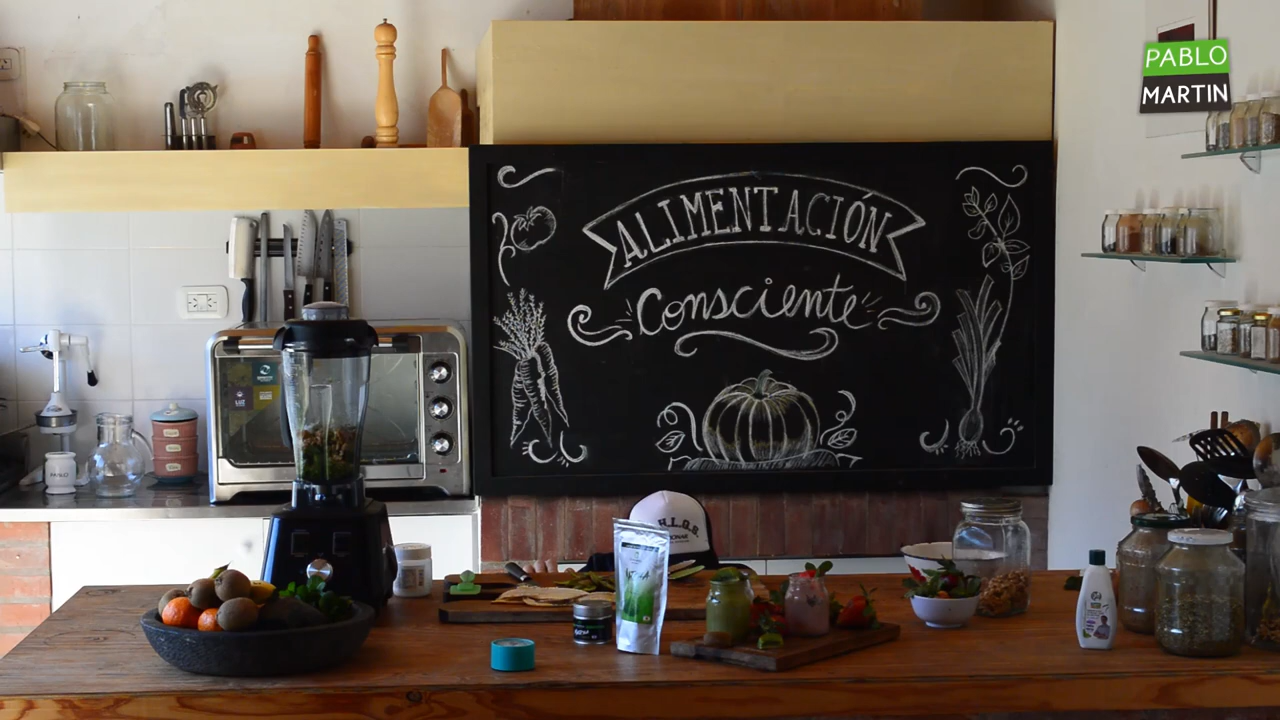 PABLO
MARTIN
ALIMENTACIÓN
Consciente
H.L.Q.S.